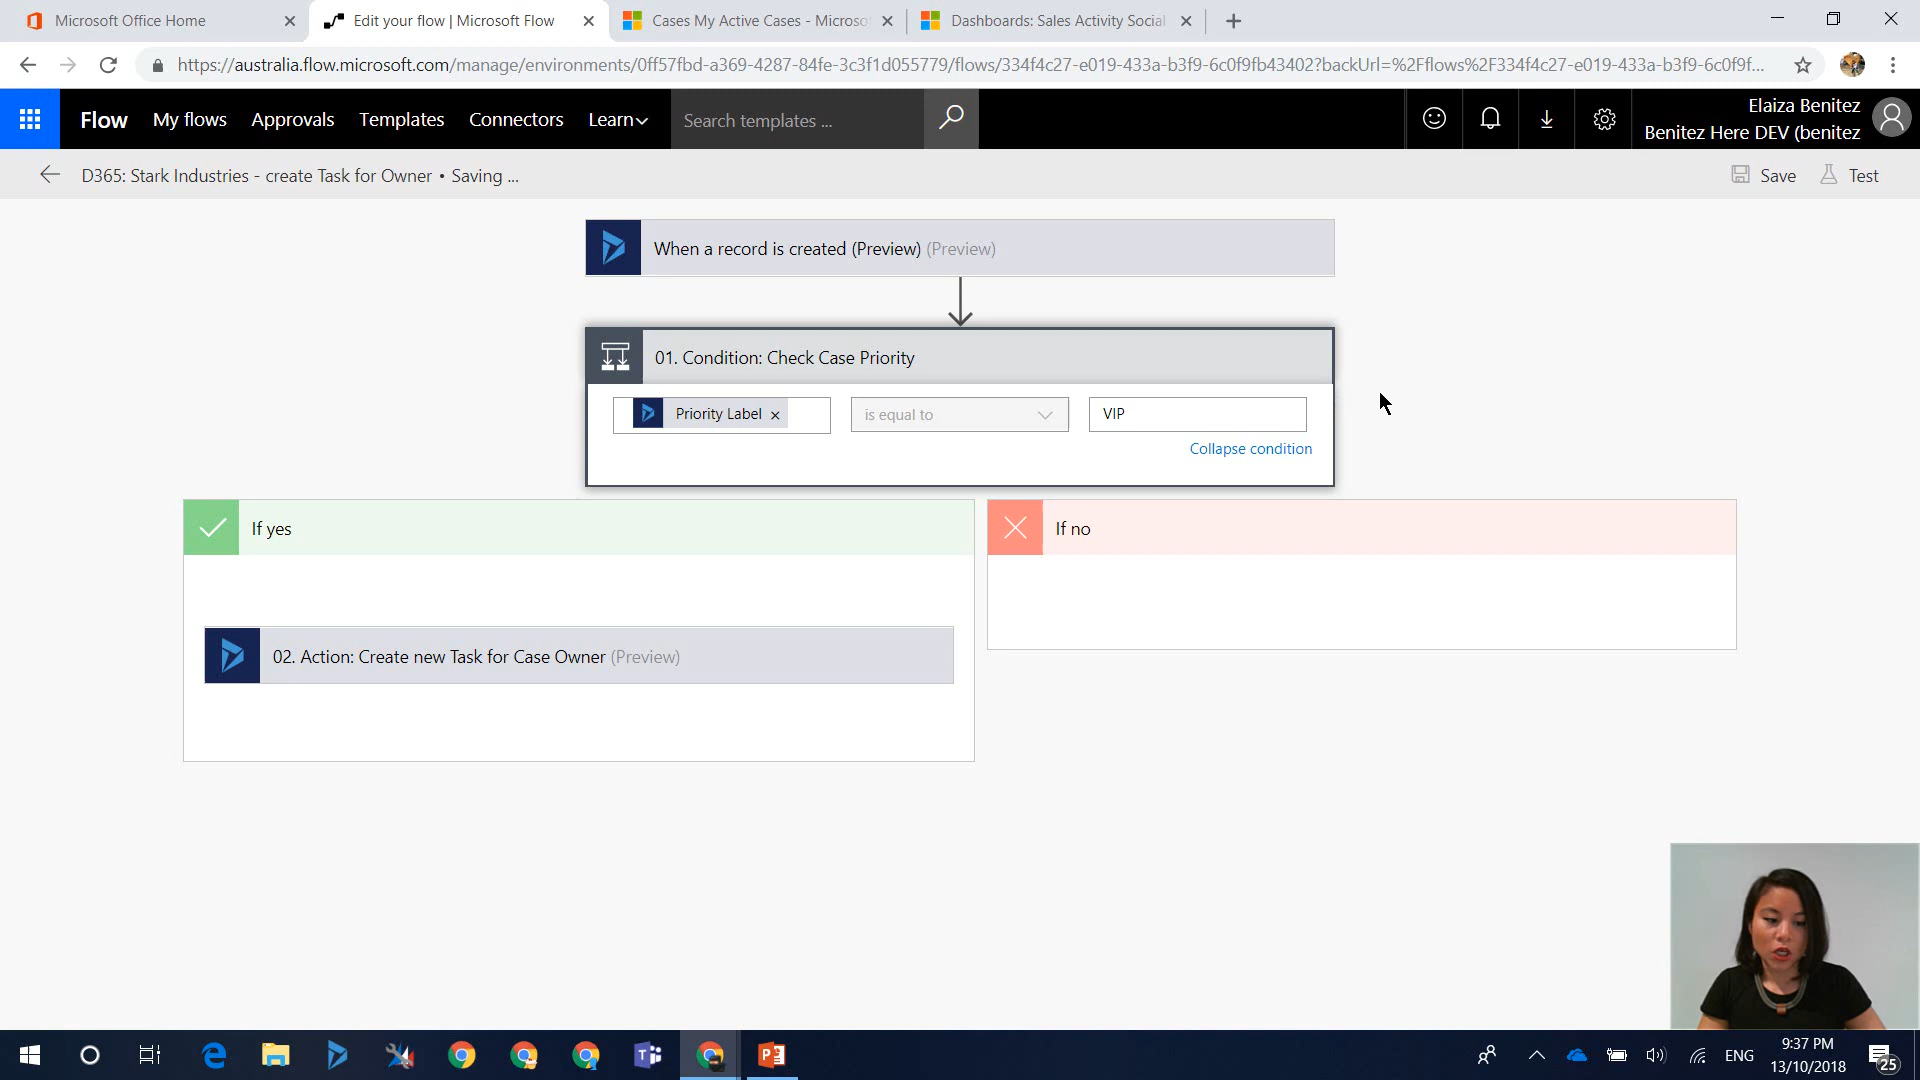 Microsoft Office Home
Edit your flow | Microsoft Flow
Cases My Active Cases - Microso
Dashboards: Sales Activity Social
https://australia.flow.microsoft.com/manage/environments/0ff57fbd-a369-4287-84fe-3c3f1d055779/flows/334f4c27-e019-433a-b3f9-6c0f9fb43402?backUrl=%2Fflows%2F334f4c27-e019-433a-b3f9-6c0f9f...
Flow
My flows
Approvals
Templates
Connectors
Learn
Search templates ...
Elaiza Benitez
Benitez Here DEV (benitez
D365: Stark Industries - create Task for Owner • Saving ...
Save
Test
When a record is created (Preview) (Preview)
01. Condition: Check Case Priority
Priority Label
is equal to
VIP
Collapse condition
If yes
If no
02. Action: Create new Task for Case Owner (Preview)
ENG
9:37 PM
13/10/2018
25